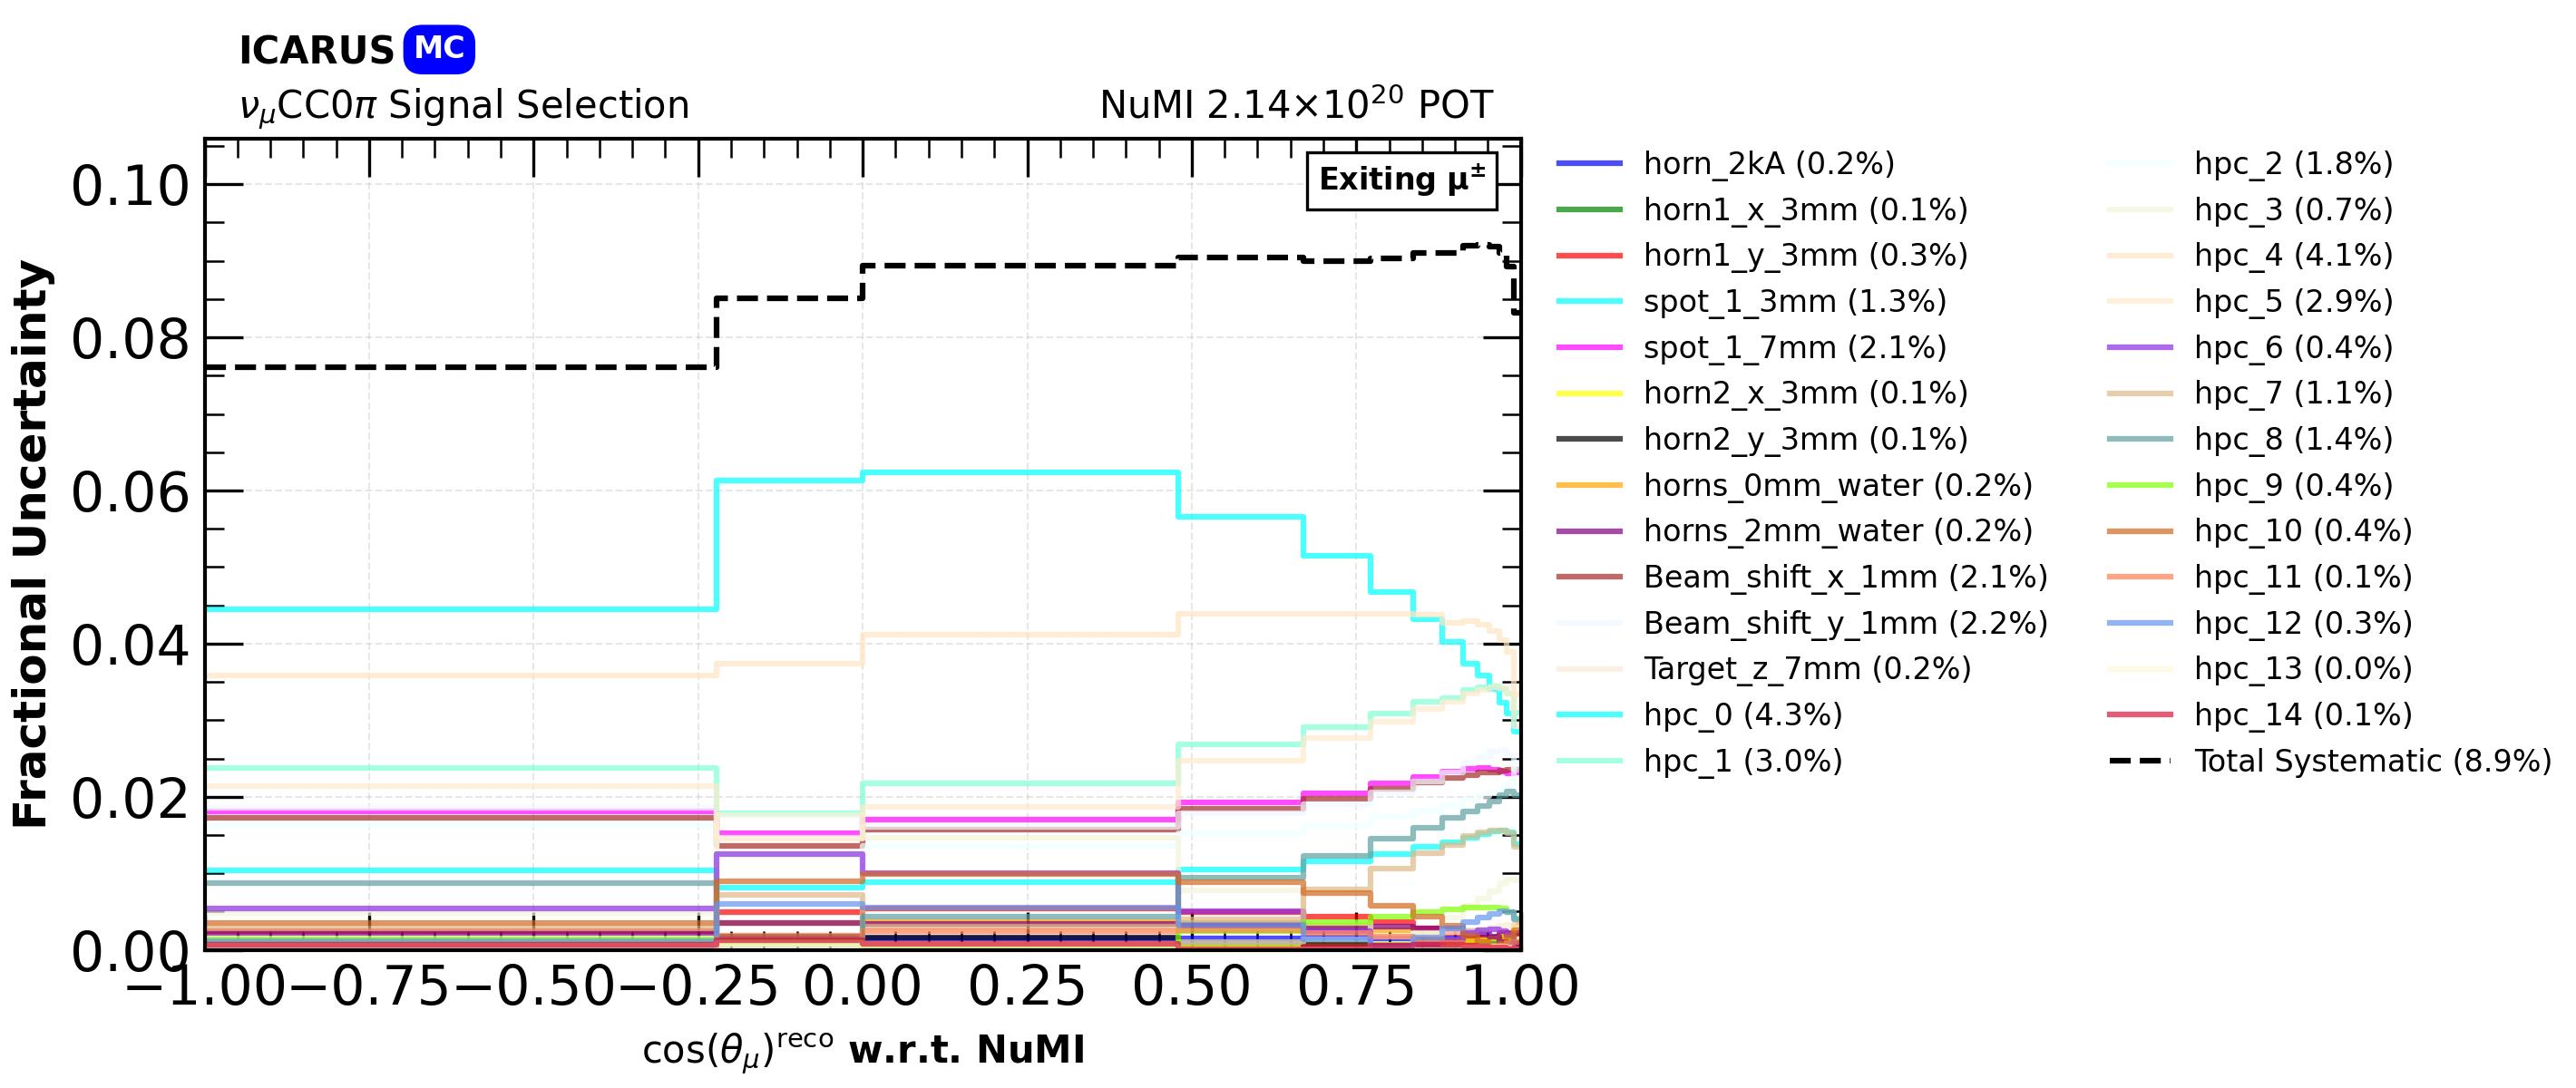 ICARUS MC
νμCC0π Signal Selection
NuMI 2.14×10²⁰ POT
Exiting μ±
Fractional Uncertainty
0.10
0.08
0.06
0.04
0.02
0.00
−1.00 −0.75 −0.50 −0.25 0.00 0.25 0.50 0.75 1.00
cos(θμ)reco w.r.t. NuMI
horn_2kA (0.2%)
horn1_x_3mm (0.1%)
horn1_y_3mm (0.3%)
spot_1_3mm (1.3%)
spot_1_7mm (2.1%)
horn2_x_3mm (0.1%)
horn2_y_3mm (0.1%)
horns_0mm_water (0.2%)
horns_2mm_water (0.2%)
Beam_shift_x_1mm (2.1%)
Beam_shift_y_1mm (2.2%)
Target_z_7mm (0.2%)
hpc_0 (4.3%)
hpc_1 (3.0%)
hpc_2 (1.8%)
hpc_3 (0.7%)
hpc_4 (4.1%)
hpc_5 (2.9%)
hpc_6 (0.4%)
hpc_7 (1.1%)
hpc_8 (1.4%)
hpc_9 (0.4%)
hpc_10 (0.4%)
hpc_11 (0.1%)
hpc_12 (0.3%)
hpc_13 (0.0%)
hpc_14 (0.1%)
Total Systematic (8.9%)